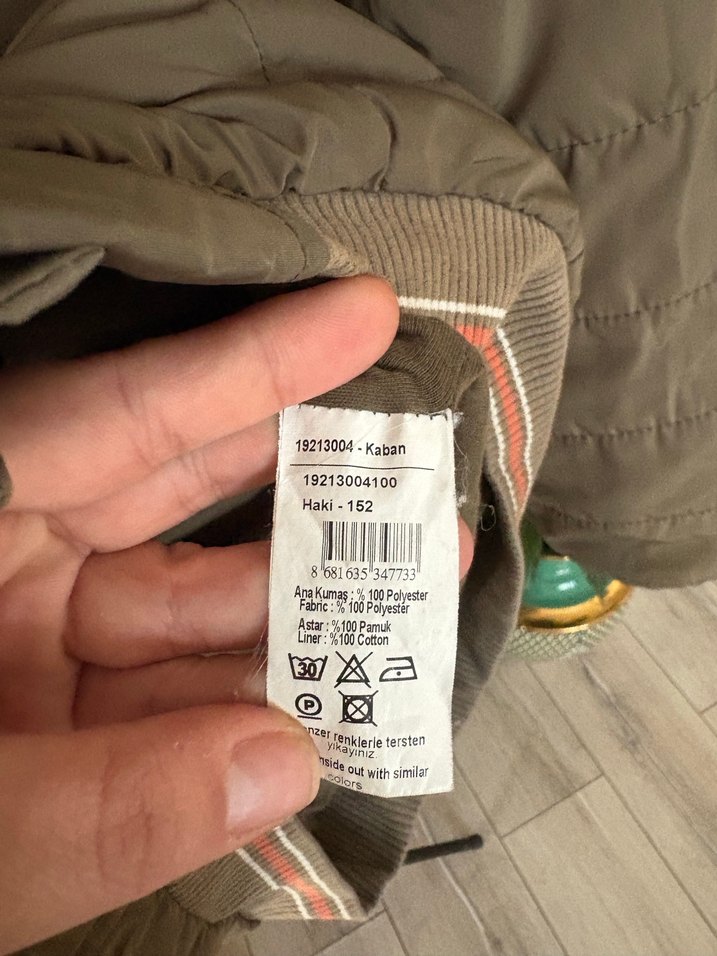 19213004 - Kaban
19213004100
Haki - 152
8 681635 347733
Ana Kumaş : % 100 Polyester
Fabric : % 100 Polyester
Astar : %100 Pamuk
Liner : %100 Cotton
30
P
renklerle tersten
yıkayınız.
out with similar
colors